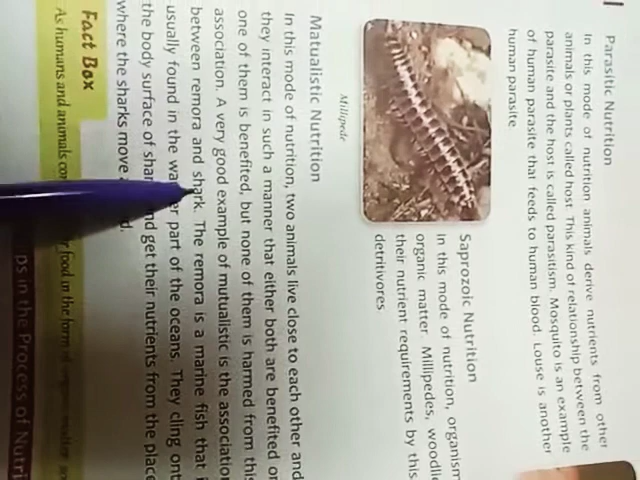 Parasitic Nutrition
In this mode of nutrition animals derive nutrients from other
animals or plants called host. This kind of relationship between the
parasite and the host is called parasitism. Mosquito is an example
of human parasite that feeds to human blood. Louse is another
human parasite
Saprozoic Nutrition
in this mode of nutrition, organism
organic matter. Millipedes,
their nutrient requirements by this
detritivores
Millipede
Matualistic Nutrition
In this mode of nutrition, two animals live close to each other and
they interact in such a manner that either both are benefited or
one of them is benefited, but none of them is harmed from this
association. A very good example of mutualistic is the association
between remora and shark. The remora is a marine fish that
usually found in the part of the oceans. They cling
the body surface of and get their nutrients from the place
where the sharks move
Fact Box
As humans and animals food in the form of
in the Process of